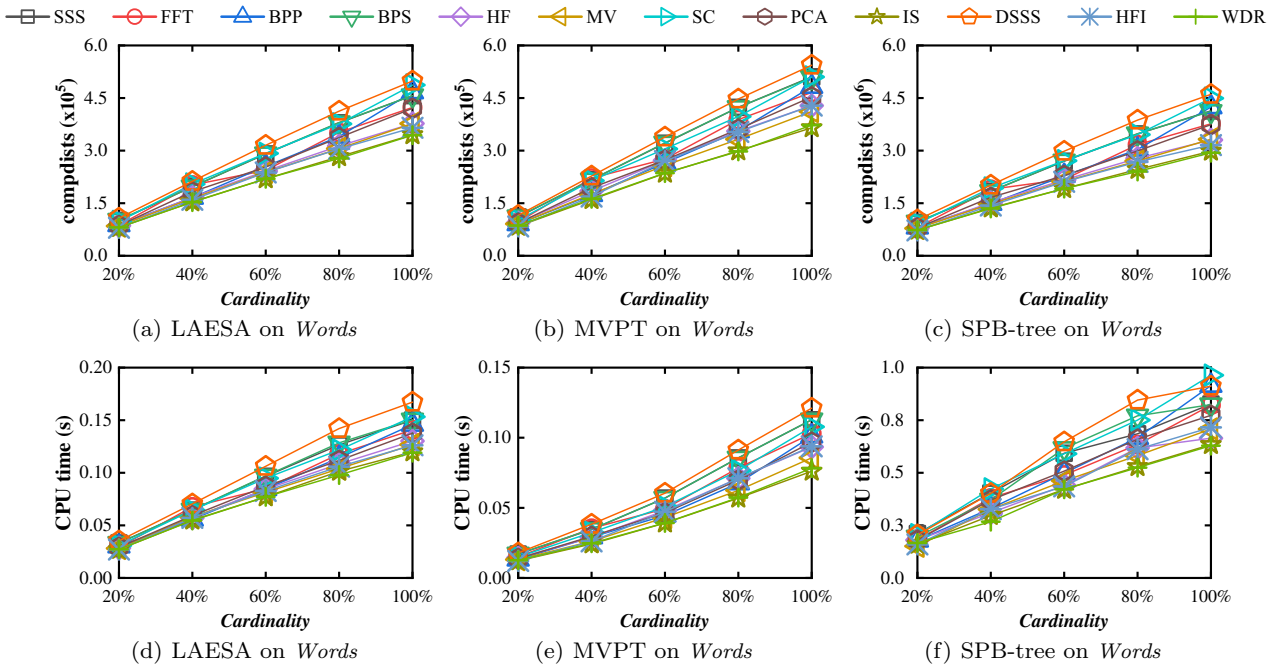 SSS FFT BPP BPS HF MV SC PCA IS DSSS HFI WDR
6.0
4.5
3.0
1.5
0.0
compdists (x10⁵)
20% 40% 60% 80% 100%
Cardinality
(a) LAESA on Words
6.0
4.5
3.0
1.5
0.0
compdists (x10⁵)
20% 40% 60% 80% 100%
Cardinality
(b) MVPT on Words
6.0
4.5
3.0
1.5
0.0
compdists (x10⁶)
20% 40% 60% 80% 100%
Cardinality
(c) SPB-tree on Words
0.20
0.15
0.10
0.05
0.00
CPU time (s)
20% 40% 60% 80% 100%
Cardinality
(d) LAESA on Words
0.15
0.10
0.05
0.00
CPU time (s)
20% 40% 60% 80% 100%
Cardinality
(e) MVPT on Words
1.0
0.8
0.5
0.3
0.0
CPU time (s)
20% 40% 60% 80% 100%
Cardinality
(f) SPB-tree on Words